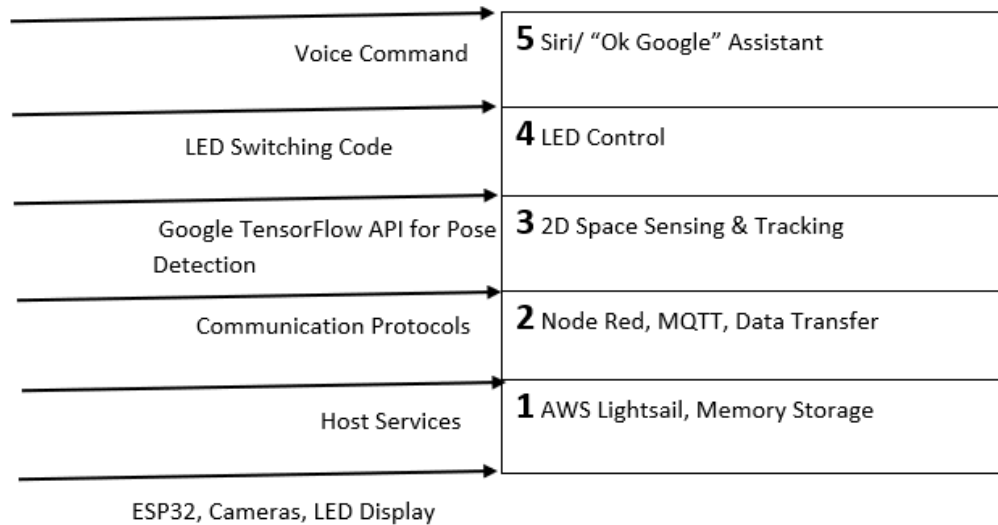 5 Siri/ “Ok Google” Assistant
Voice Command
4 LED Control
LED Switching Code
3 2D Space Sensing & Tracking
Google TensorFlow API for Pose
Detection
2 Node Red, MQTT, Data Transfer
Communication Protocols
1 AWS Lightsail, Memory Storage
Host Services
ESP32, Cameras, LED Display